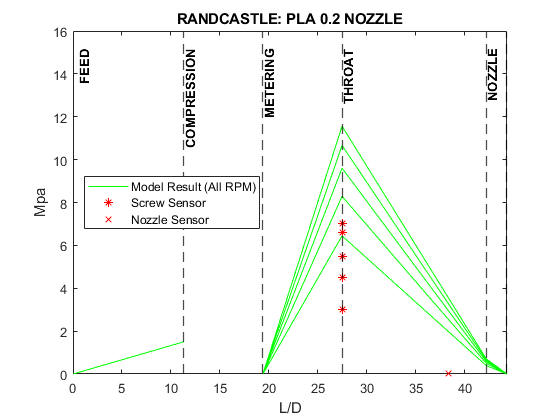 RANDCASTLE: PLA 0.2 NOZZLE
16
14
12
10
8
6
4
2
0
Mpa
FEED
COMPRESSION
METERING
THROAT
NOZZLE
Model Result (All RPM)
Screw Sensor
Nozzle Sensor
0 5 10 15 20 25 30 35 40
L/D